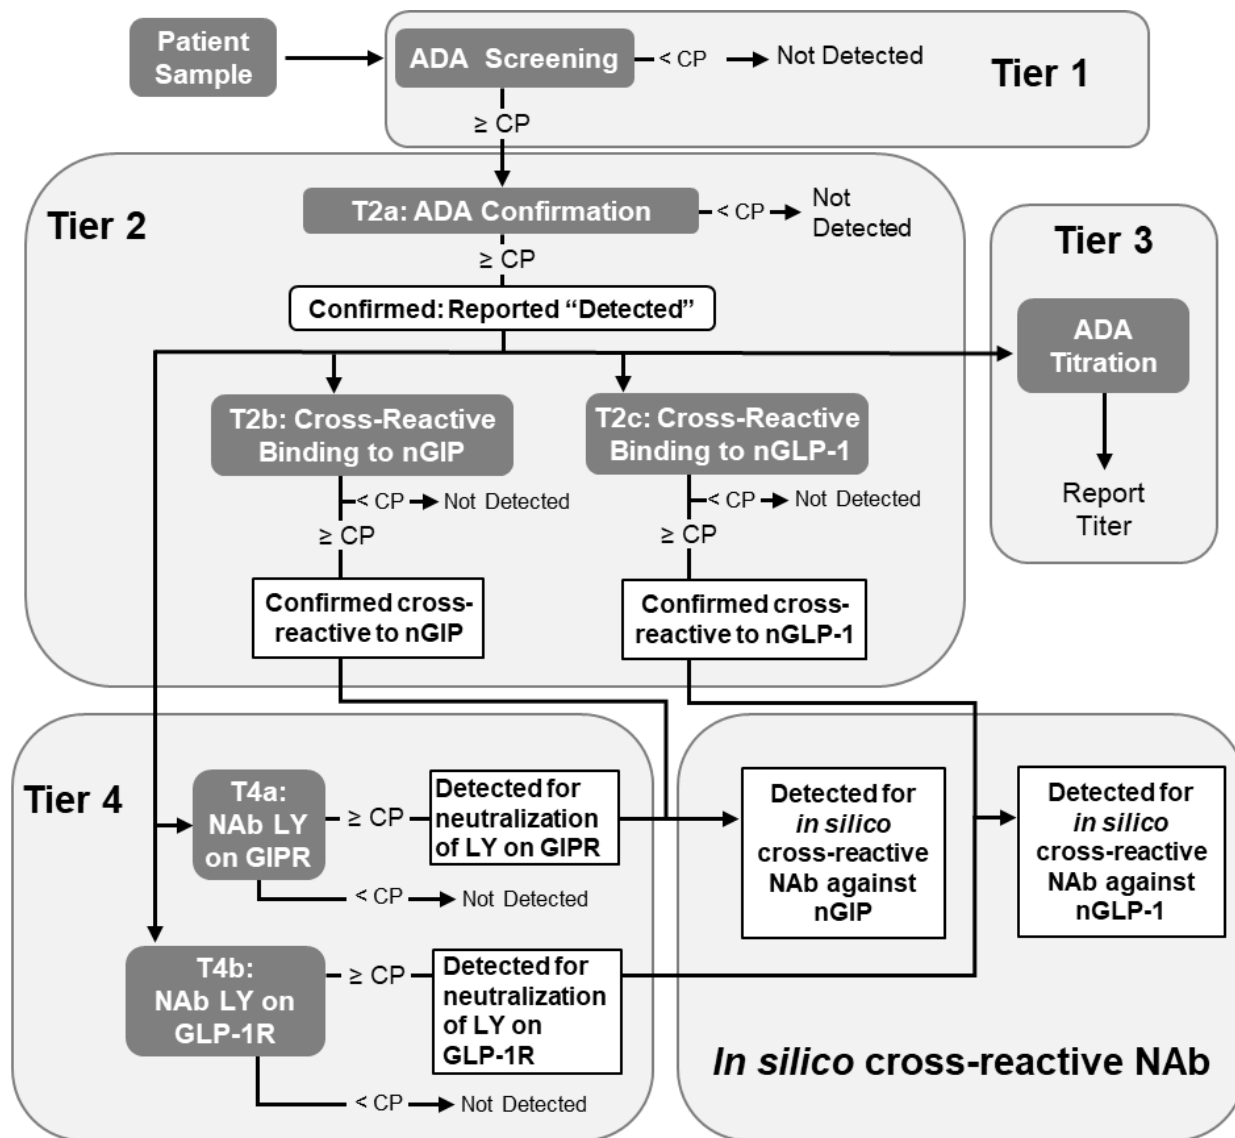 Patient
Sample
ADA Screening
< CP
Not Detected
Tier 1
≥ CP
Tier 2
T2a: ADA Confirmation
< CP
Not
Detected
≥ CP
Confirmed: Reported “Detected”
Tier 3
ADA
Titration
Report
Titer
T2b: Cross-Reactive
Binding to nGIP
< CP
Not Detected
≥ CP
Confirmed cross-
reactive to nGIP
T2c: Cross-Reactive
Binding to nGLP-1
< CP
Not Detected
≥ CP
Confirmed cross-
reactive to nGLP-1
Tier 4
T4a:
NAb LY
on GIPR
≥ CP
Detected for
neutralization
of LY on GIPR
< CP
Not Detected
T4b:
NAb LY on
GLP-1R
≥ CP
Detected for
neutralization
of LY on
GLP-1R
< CP
Not Detected
Detected for
in silico
cross-reactive
NAb against
nGIP
Detected for
in silico
cross-reactive
NAb against
nGLP-1
In silico cross-reactive NAb